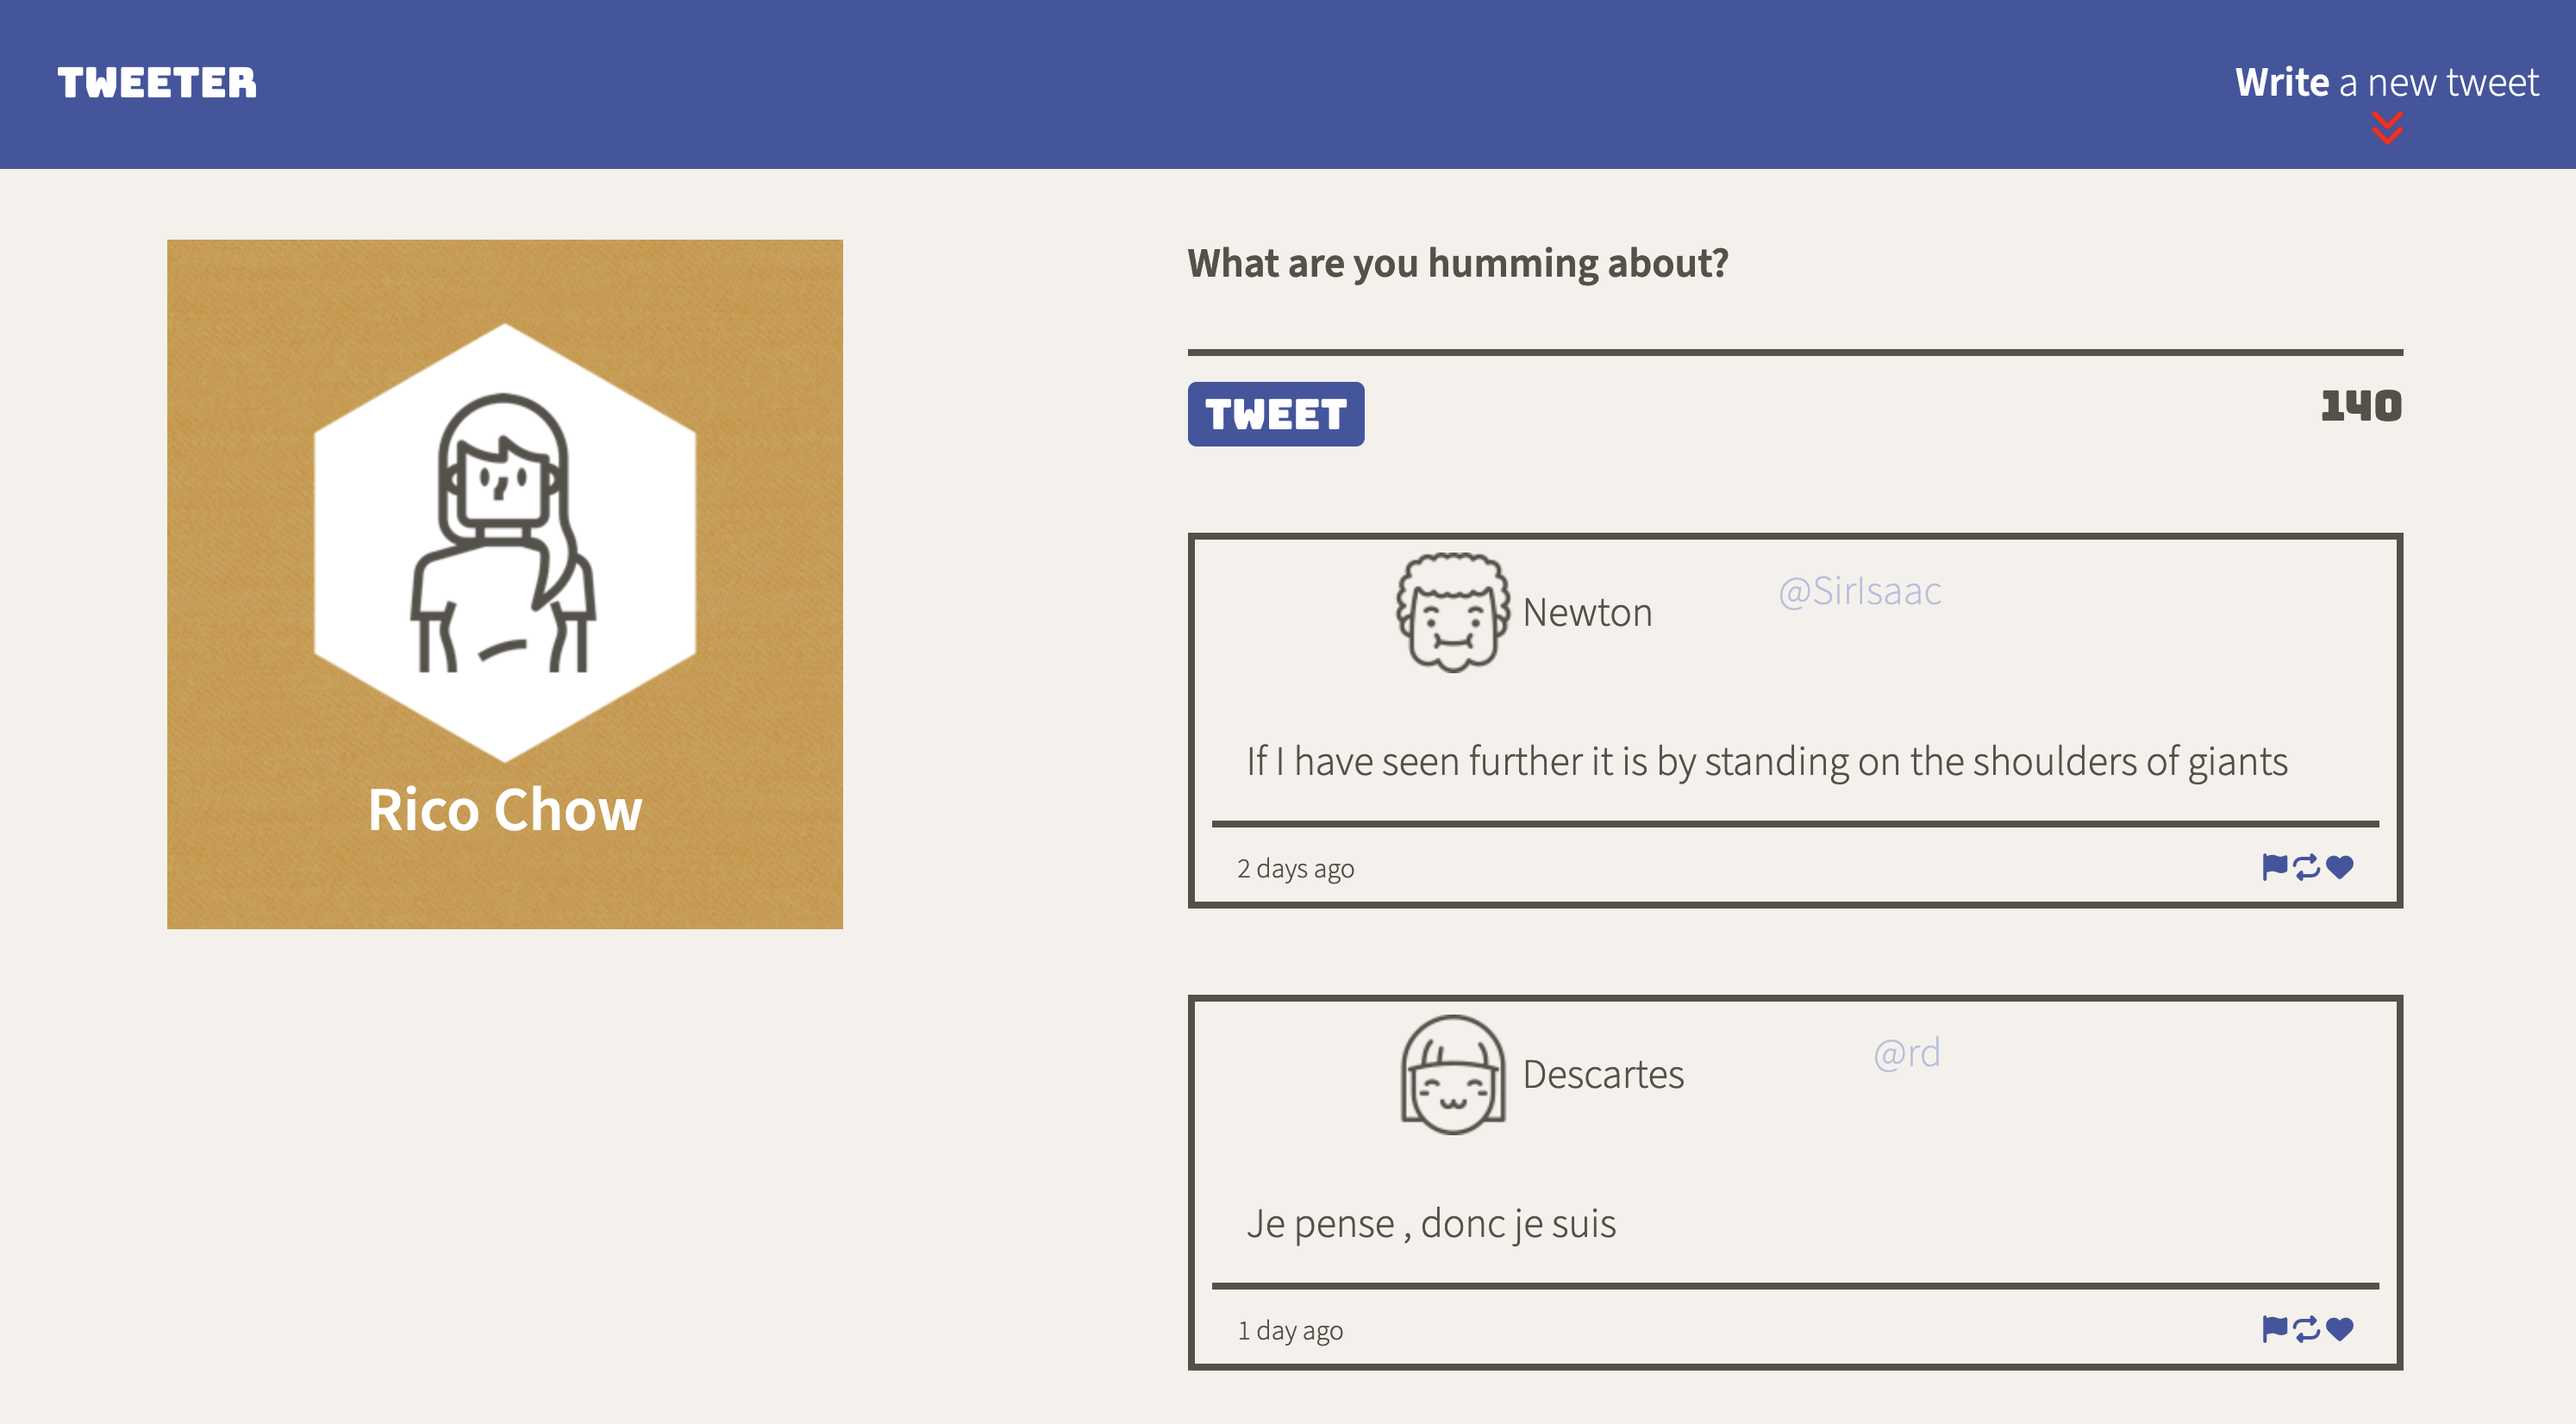 TWEETER
Write a new tweet
Rico Chow
What are you humming about?
TWEET
140
Newton
@SirIsaac
If I have seen further it is by standing on the shoulders of giants
2 days ago
Descartes
@rd
Je pense , donc je suis
1 day ago